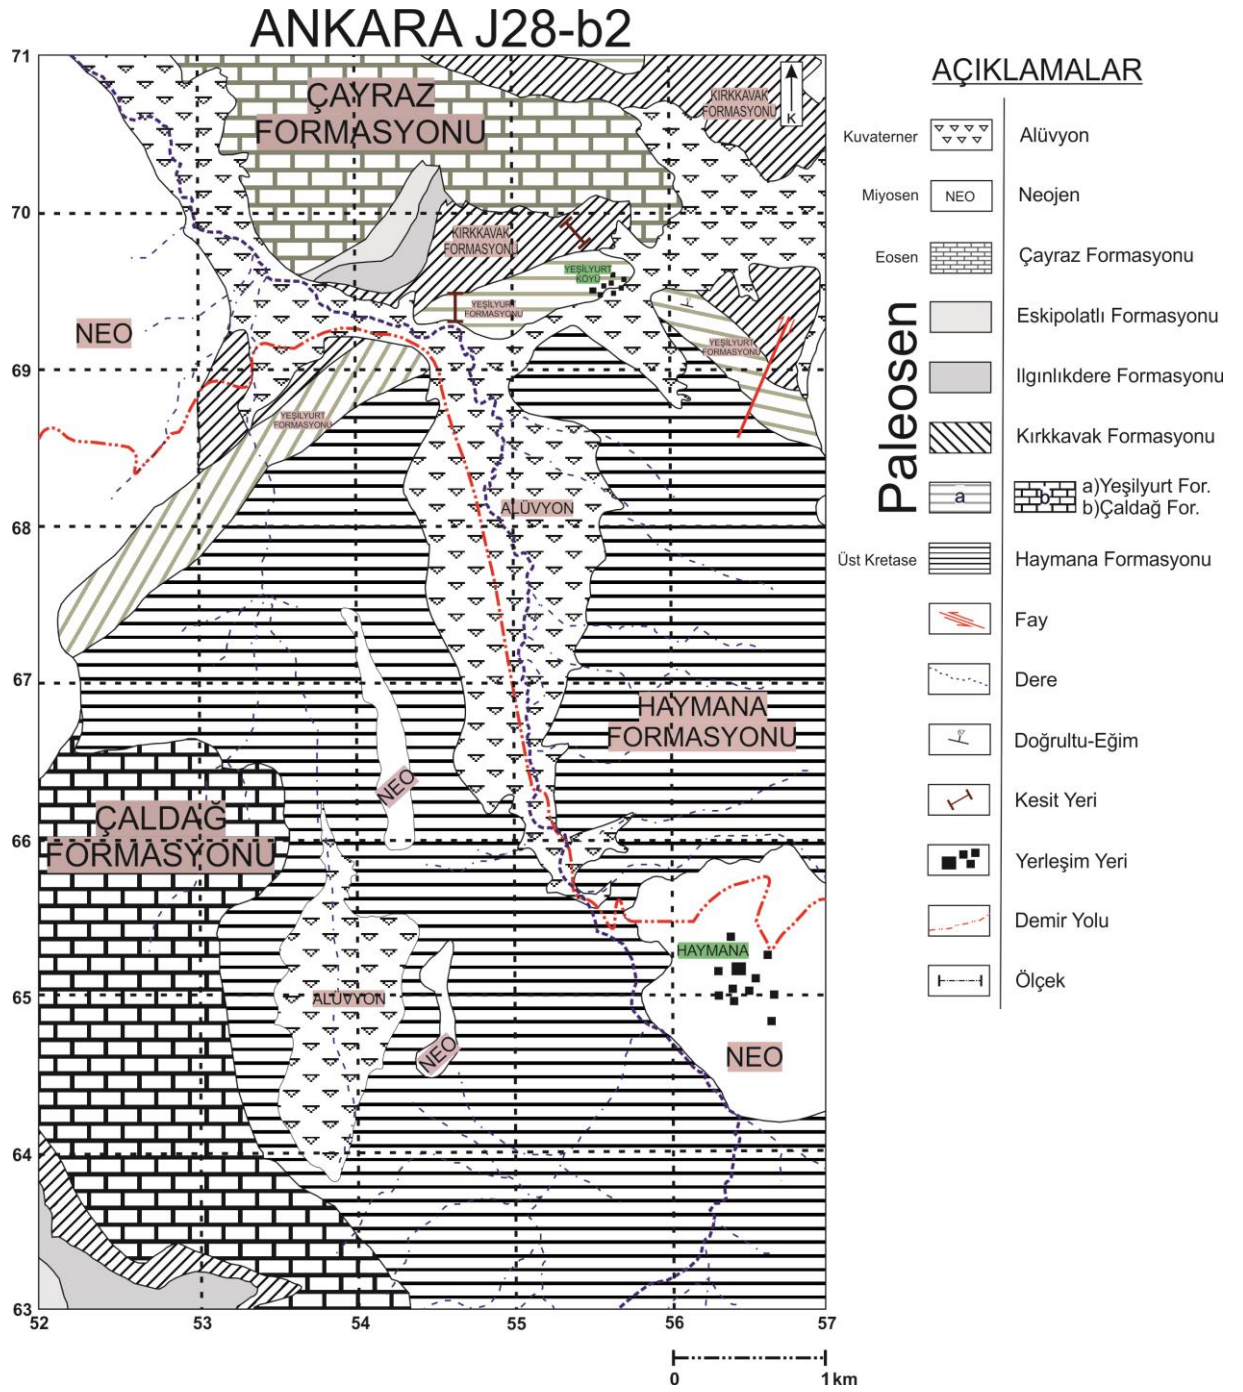 ANKARA J28-b2
71
70
69
68
67
66
65
64
63
52
53
54
55
56
57
ÇAYRAZ
FORMASYONU
KIRKKAVAK
FORMASYONU
K
KIRKKAVAK
FORMASYONU
YEŞİLYURT
KÖYÜ
YEŞİLYURT
FORMASYONU
NEO
YEŞİLYURT
FORMASYONU
YEŞİLYURT
FORMASYONU
ALÜVYON
HAYMANA
FORMASYONU
NEO
ÇALDAĞ
FORMASYONU
HAYMANA
ALÜVYON
NEO
NEO
0
1 km
AÇIKLAMALAR
Kuvaterner
Alüvyon
Miyosen
NEO
Neojen
Eosen
Çayraz Formasyonu
Paleosen
Eskipolatlı Formasyonu
Ilgınlıkdere Formasyonu
Kırkkavak Formasyonu
a
b
a)Yeşilyurt For.
b)Çaldağ For.
Üst Kretase
Haymana Formasyonu
Fay
Dere
Doğrultu-Eğim
Kesit Yeri
Yerleşim Yeri
Demir Yolu
Ölçek